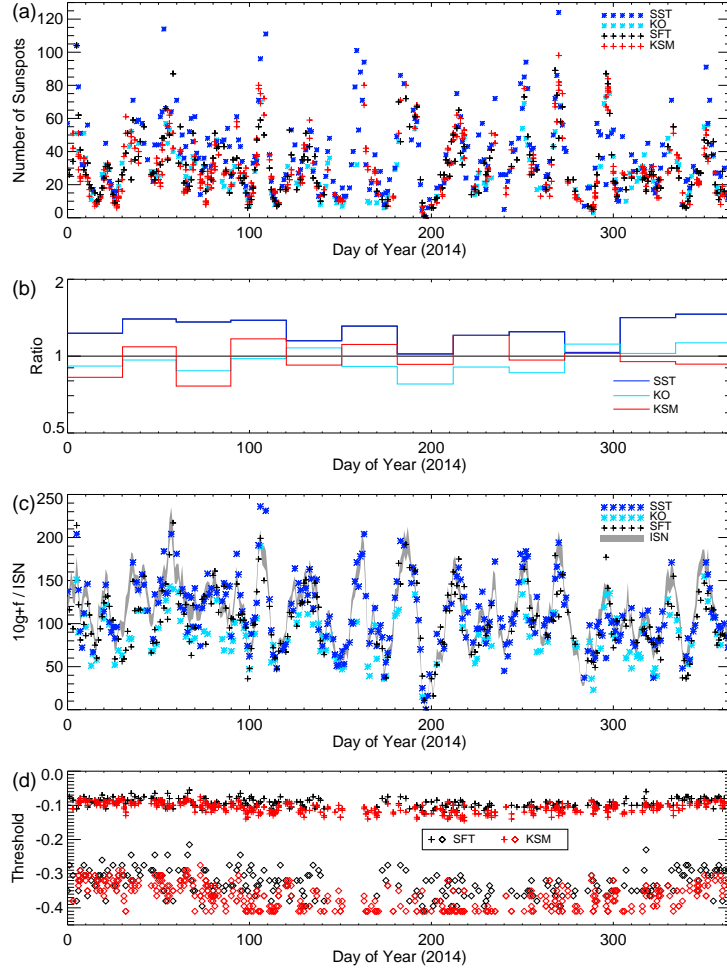 (a)
120
100
80
60
40
20
0
Number of Sunspots
SST
KO
SFT
KSM
0 100 200 300
Day of Year (2014)
(b)
2
1
0.5
Ratio
SST
KO
KSM
0 100 200 300
Day of Year (2014)
(c)
250
200
150
100
50
0
10g+f / ISN
SST
KO
SFT
ISN
0 100 200 300
Day of Year (2014)
(d)
0.0
-0.1
-0.2
-0.3
-0.4
Threshold
SFT KSM
0 100 200 300
Day of Year (2014)